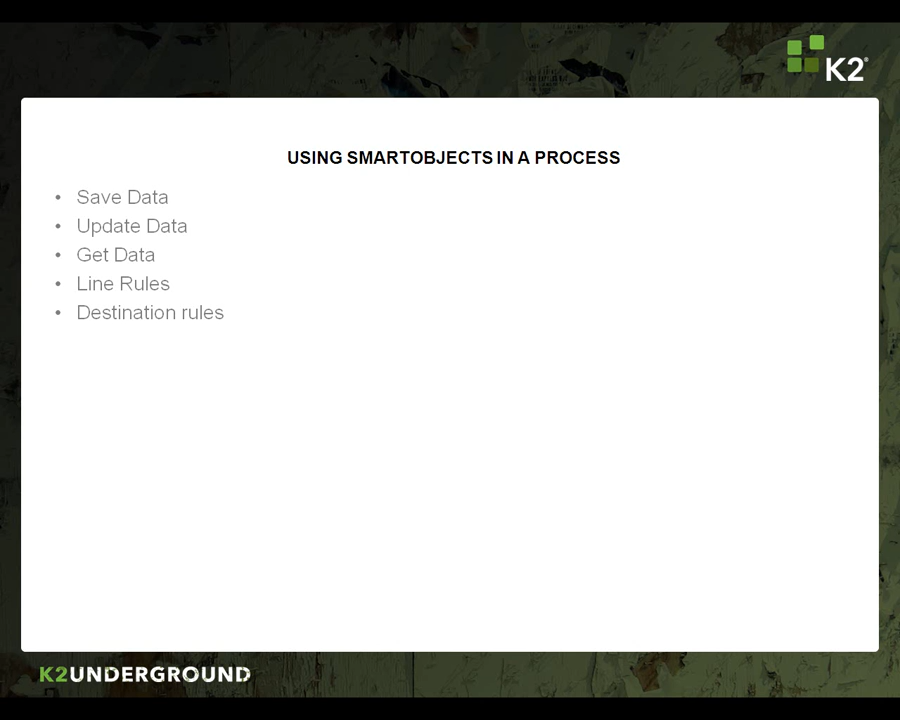 K2®
USING SMARTOBJECTS IN A PROCESS
• Save Data
• Update Data
• Get Data
• Line Rules
• Destination rules
K2UNDERGROUND